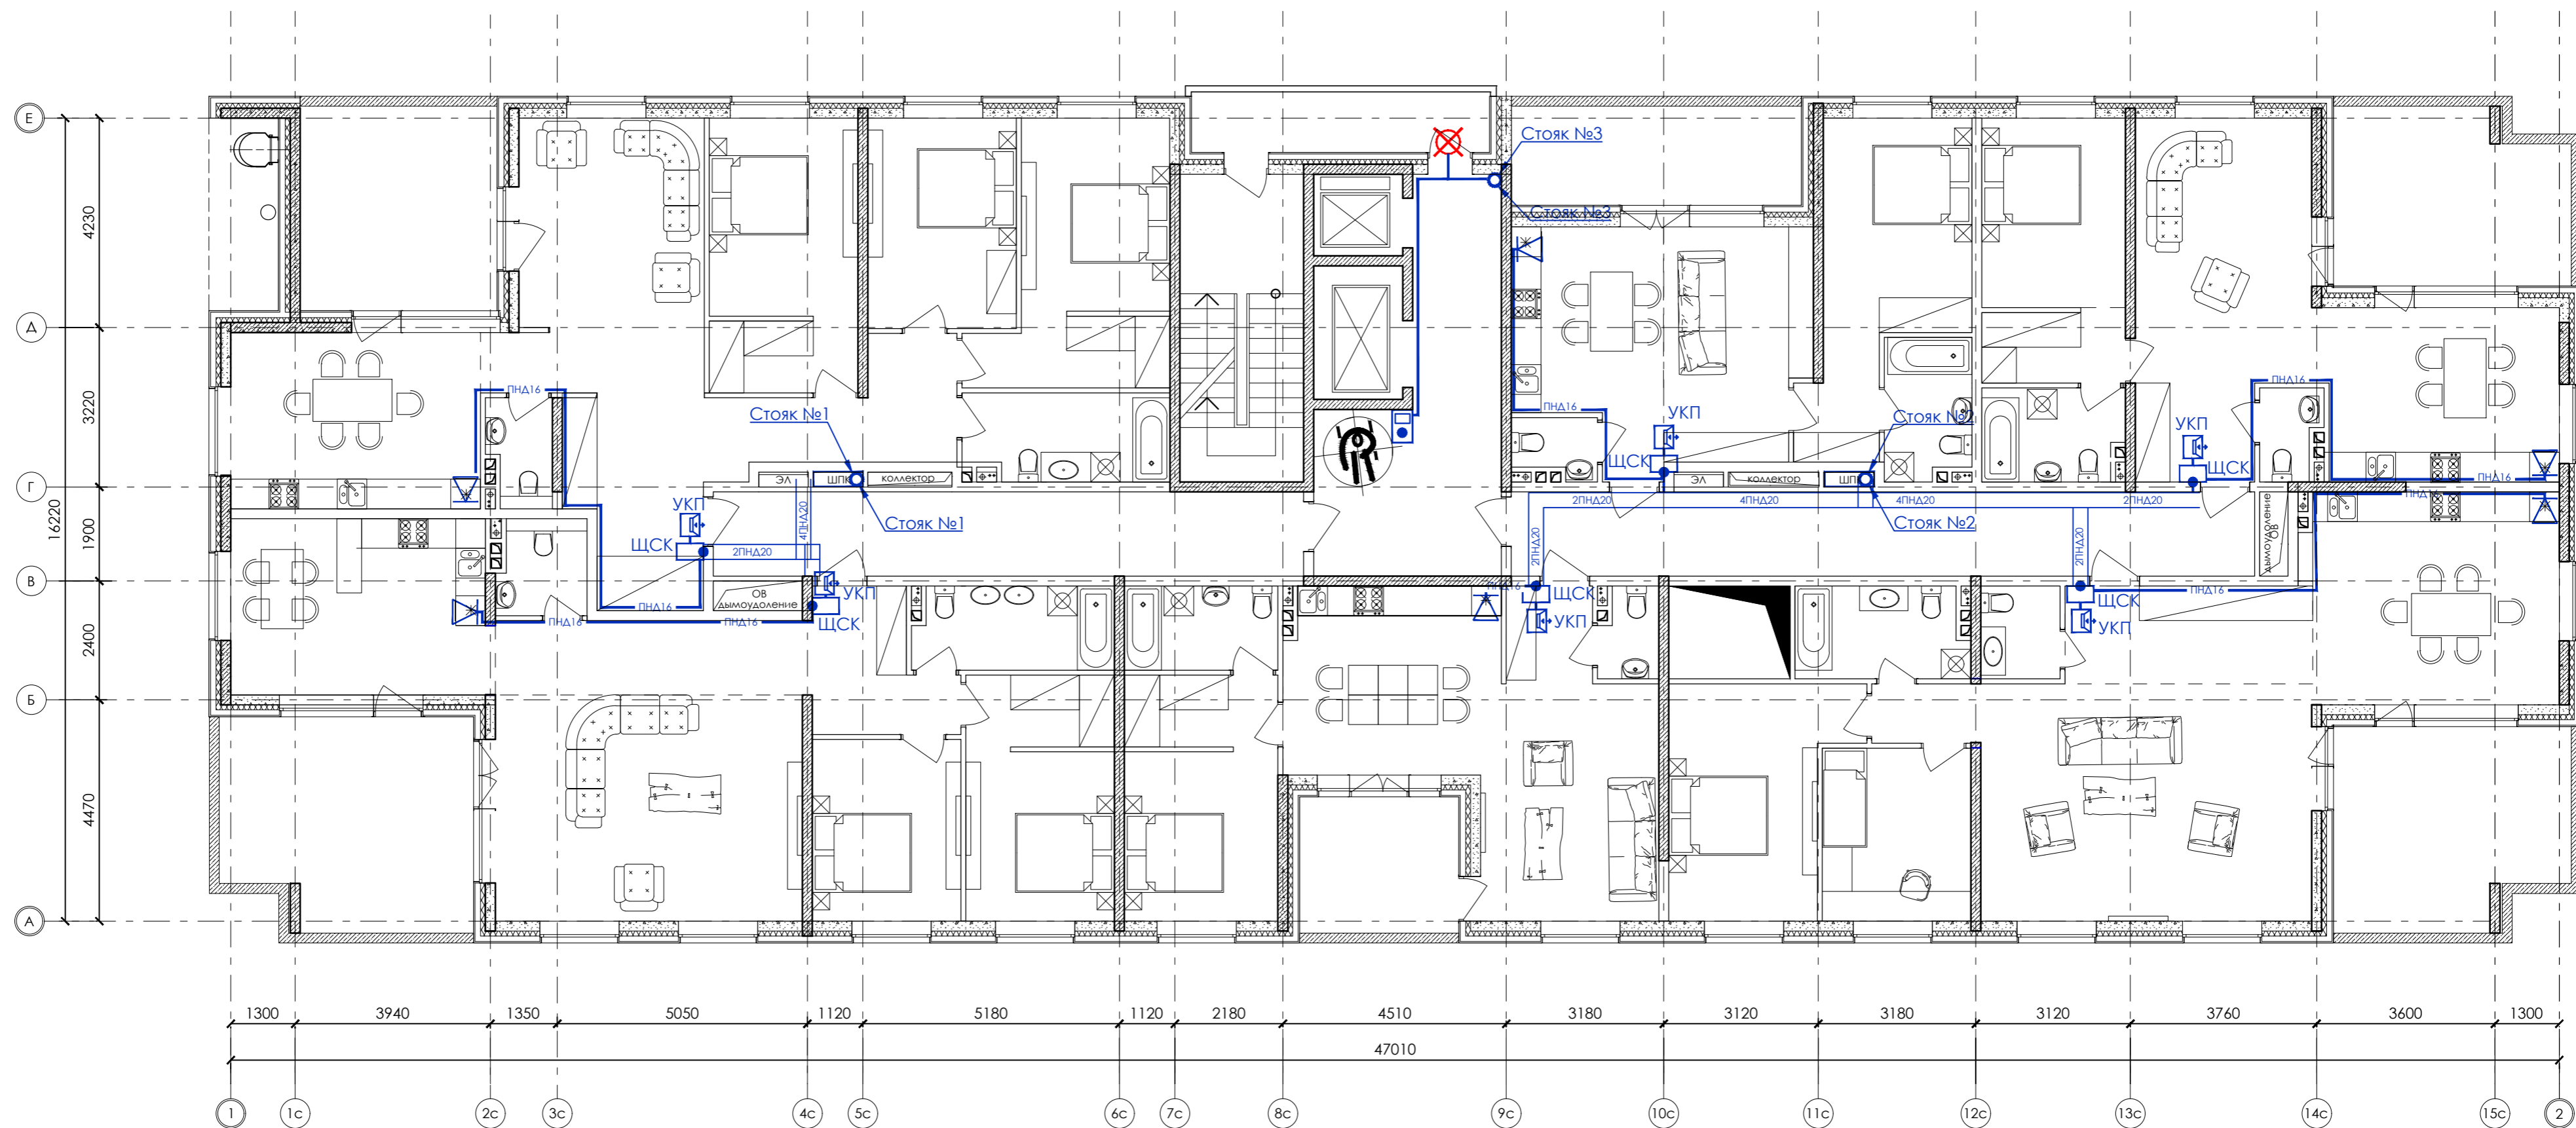 Е
Стояк №3
4230
Стояк №3
Д
ПНД16
ПНД16
3220
Стояк №1
ПНД16
УКП
Стояк №2
УКП
ЩСК
ЩСК
Г
ЭЛ
ШПК
коллектор
ЭЛ
коллектор
ШПК
2ПНД20
4ПНД20
4ПНД20
2ПНД20
ПНД16
УКП
Стояк №1
Стояк №2
16220
1900
4ПНД20
ЩСК
2ПНД20
2ПНД20
2ПНД20
дымоудаление
ОВ
В
УКП
ПНД16
ЩСК
ПНД16
ЩСК
ОВ
дымоудаление
ПНД16
ЩСК
УКП
УКП
ПНД16
ПНД16
2400
Б
4470
А
1300
3940
1350
5050
1120
5180
1120
2180
4510
3180
3120
3180
3120
3760
3600
1300
47010
1
1с
2с
3с
4с
5с
6с
7с
8с
9с
10с
11с
12с
13с
14с
15с
2